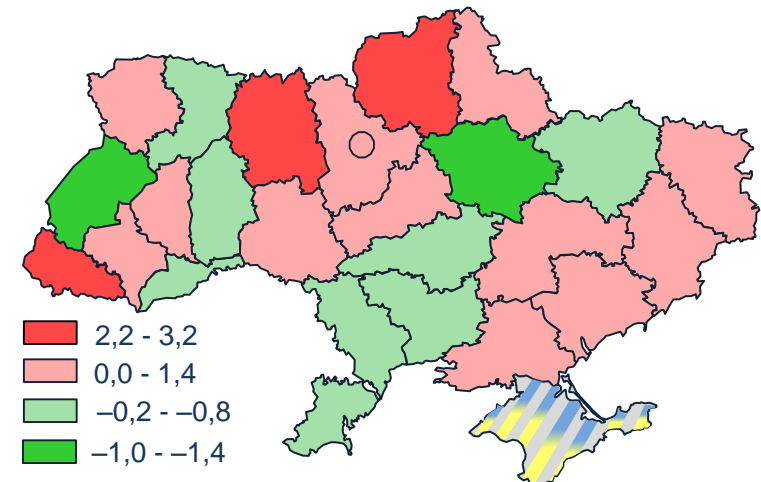 2,2 - 3,2
0,0 - 1,4
–0,2 - –0,8
–1,0 - –1,4